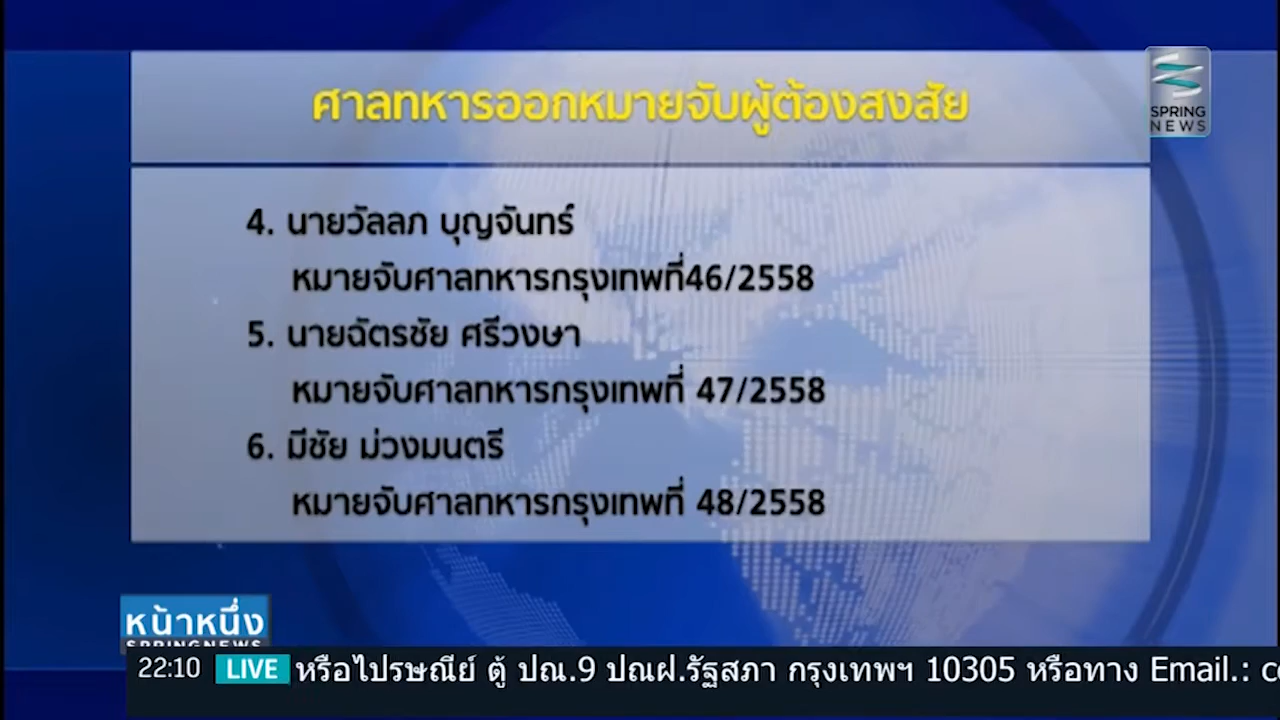 ศาลทหารออกหมายจับผู้ต้องสงสัย
SPRING
NEWS
4. นายวัลลภ บุญจันทร์
หมายจับศาลทหารกรุงเทพที่46/2558
5. นายฉัตรชัย ศรีวงษา
หมายจับศาลทหารกรุงเทพที่ 47/2558
6. มีชัย ม่วงมนตรี
หมายจับศาลทหารกรุงเทพที่ 48/2558
หน้าหนึ่ง
SPRINGNEWS
22:10 LIVE หรือไปรษณีย์ ตู้ ปณ.9 ปณฝ.รัฐสภา กรุงเทพฯ 10305 หรือทาง Email.: